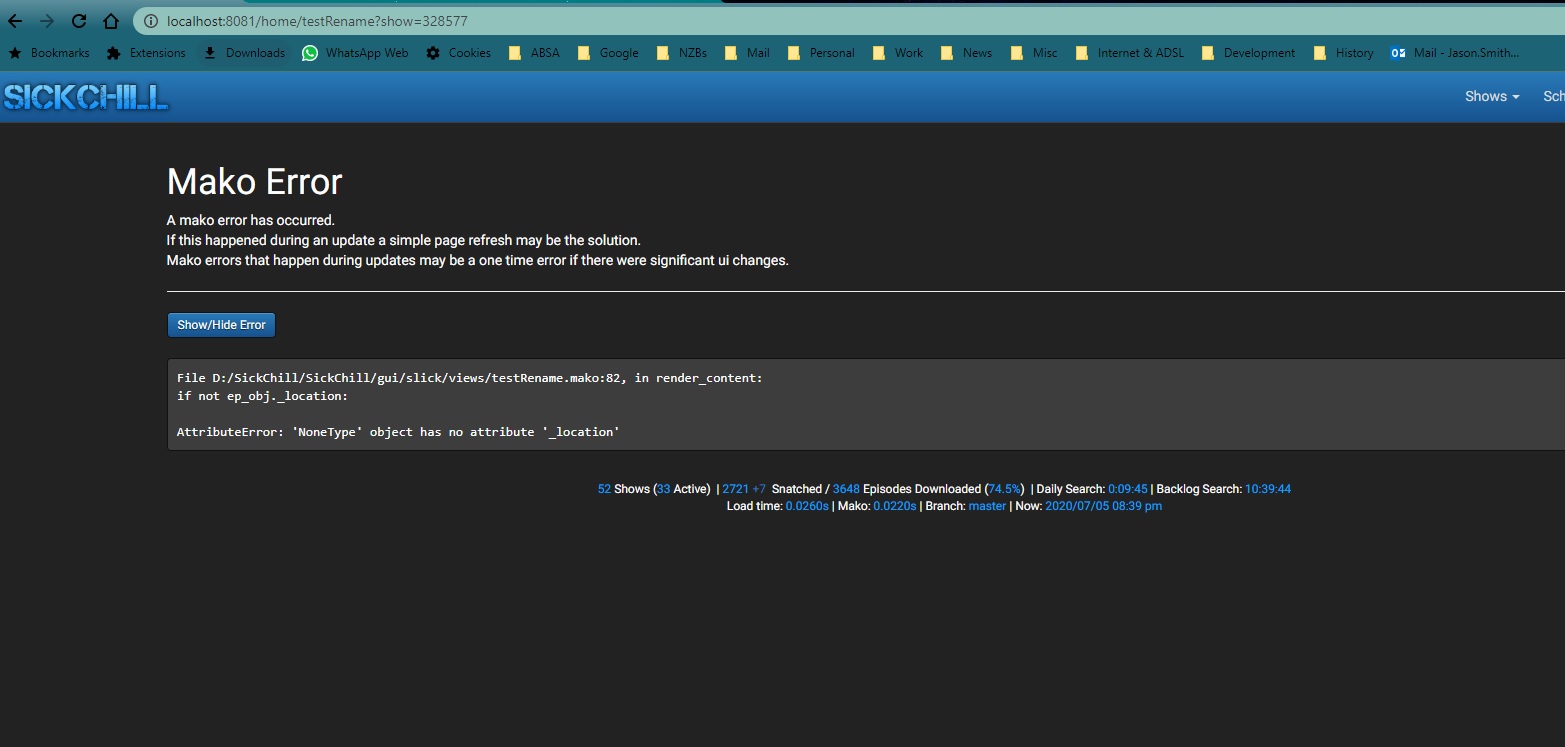 localhost:8081/home/testRename?show=328577
Bookmarks Extensions Downloads WhatsApp Web Cookies ABSA Google NZBs Mail Personal Work News Misc Internet & ADSL Development History Mail - Jason.Smith...
SICKCHILL Shows Sch
Mako Error
A mako error has occurred.
If this happened during an update a simple page refresh may be the solution.
Mako errors that happen during updates may be a one time error if there were significant ui changes.
Show/Hide Error
File D:/SickChill/SickChill/gui/slick/views/testRename.mako:82, in render_content:
if not ep_obj._location:
AttributeError: 'NoneType' object has no attribute '_location'
52 Shows (33 Active) | 2721 +7 Snatched / 3648 Episodes Downloaded (74.5%) | Daily Search: 0:09:45 | Backlog Search: 10:39:44
Load time: 0.0260s | Mako: 0.0220s | Branch: master | Now: 2020/07/05 08:39 pm